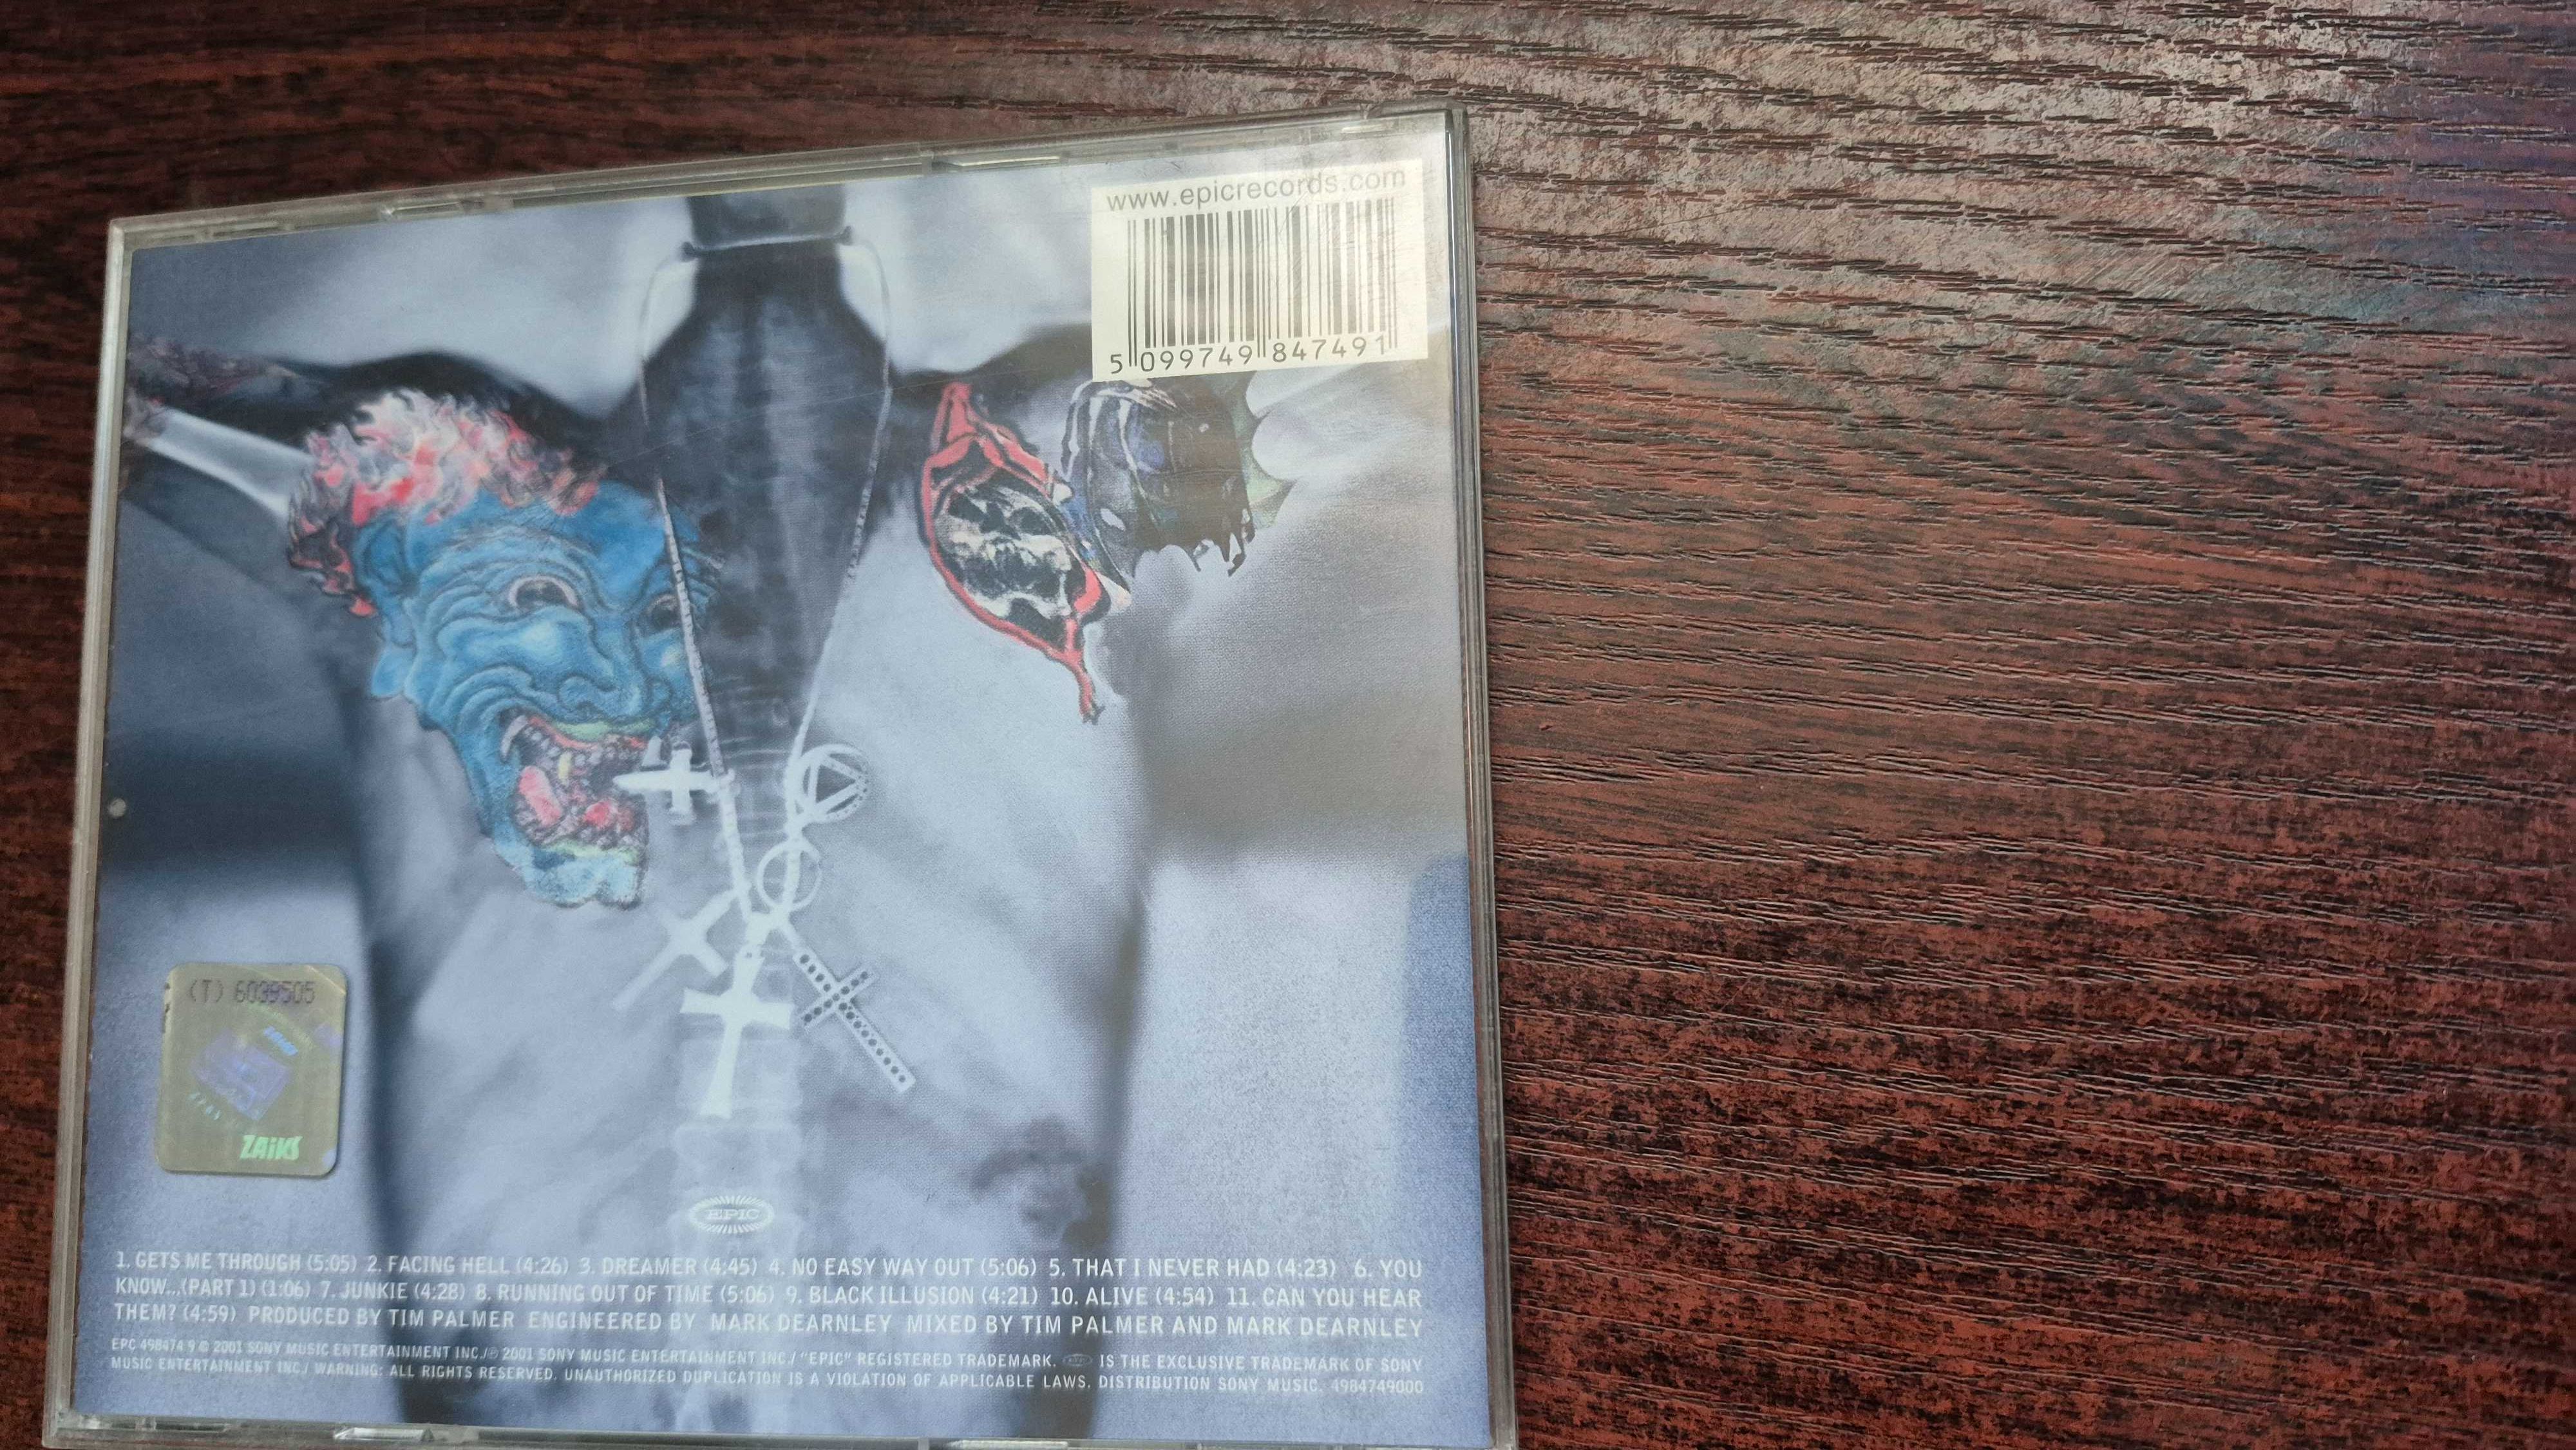 www.epicrecords.com
5 099749 847491
(T) 6039505
ZAiKS
EPIC
1. GETS ME THROUGH (5:05) 2. FACING HELL (4:26) 3. DREAMER (4:45) 4. NO EASY WAY OUT (5:06) 5. THAT I NEVER HAD (4:23) 6. YOU
KNOW...(PART 1) (1:06) 7. JUNKIE (4:28) 8. RUNNING OUT OF TIME (5:06) 9. BLACK ILLUSION (4:21) 10. ALIVE (4:54) 11. CAN YOU HEAR
THEM? (4:59) PRODUCED BY TIM PALMER ENGINEERED BY MARK DEARNLEY MIXED BY TIM PALMER AND MARK DEARNLEY
EPC 498474 9 © 2001 SONY MUSIC ENTERTAINMENT INC./℗ 2001 SONY MUSIC ENTERTAINMENT INC./ "EPIC" REGISTERED TRADEMARK. EPIC IS THE EXCLUSIVE TRADEMARK OF SONY
MUSIC ENTERTAINMENT INC./ WARNING: ALL RIGHTS RESERVED. UNAUTHORIZED DUPLICATION IS A VIOLATION OF APPLICABLE LAWS. DISTRIBUTION SONY MUSIC. 4984749000